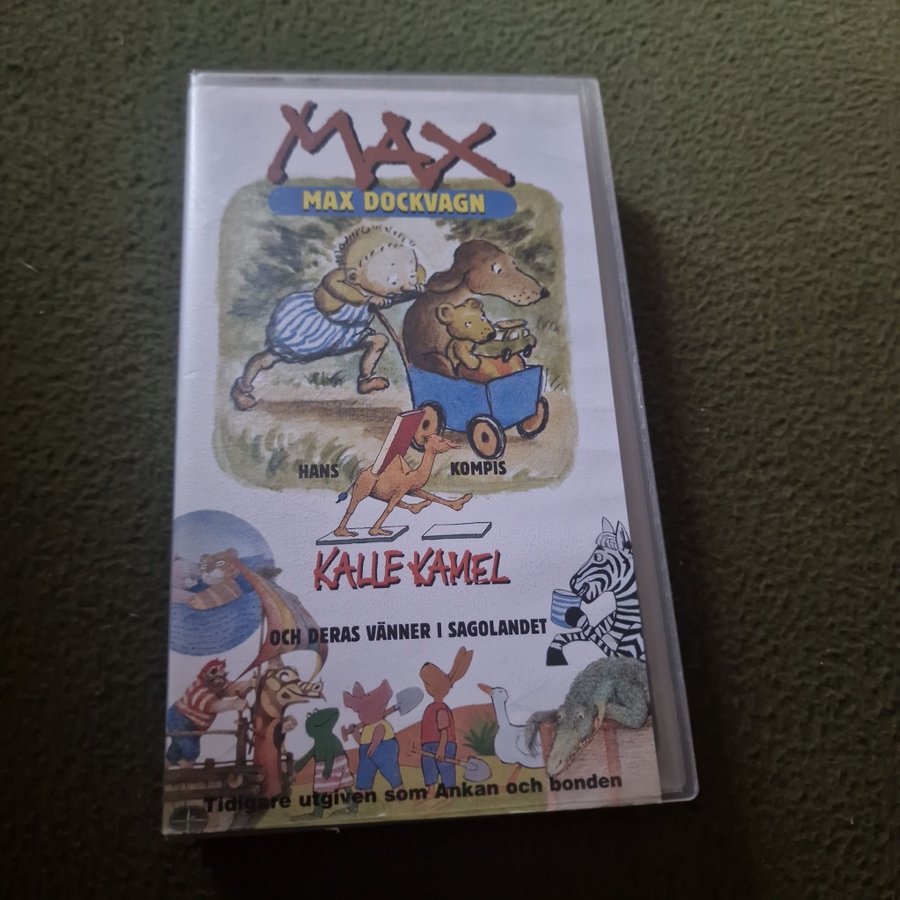 MAX
MAX DOCKVAGN
HANS KOMPIS
KALLE KAMEL
OCH DERAS VÄNNER I SAGOLANDET
Tidigare utgiven som Ankan och bonden